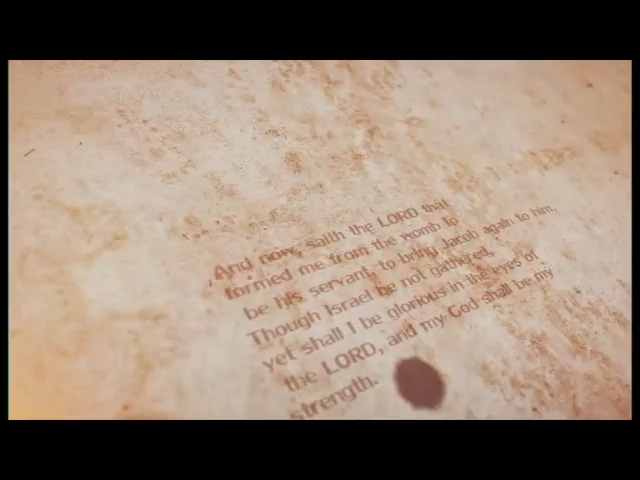 And now, saith the LORD that
formed me from the womb to
be his servant, to bring Jacob again to him,
Though Israel be not gathered,
yet shall I be glorious in the eyes of
the LORD, and my God shall be my
strength.